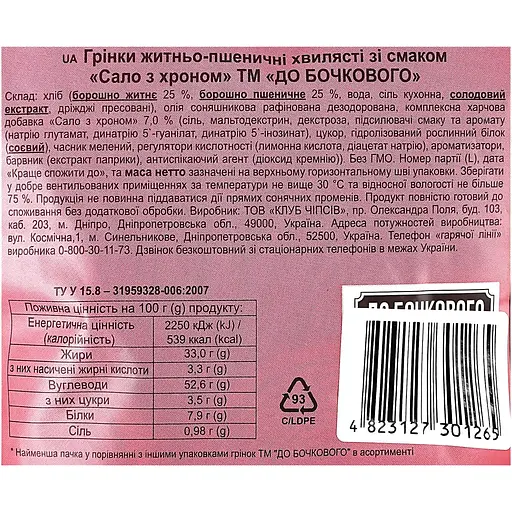 UA Грінки житньо-пшеничні хвилясті зі смаком
«Сало з хроном» ТМ «ДО БОЧКОВОГО»
Склад: хліб (борошно житнє 25 %, борошно пшеничне 25 %, вода, сіль кухонна, солодовий
екстракт, дріжджі пресовані), олія соняшникова рафінована дезодорована, комплексна харчова
добавка «Сало з хроном» 7,0 % (сіль, мальтодекстрин, декстроза, підсилювачі смаку та аромату
(натрію глутамат, динатрію 5`-гуанілат, динатрію 5`-інозинат), цукор, гідролізований рослинний білок
(соєвий), часник мелений, регулятори кислотності (лимонна кислота, діацетат натрію), ароматизатори,
барвник (екстракт паприки), антиспікаючий агент (діоксид кремнію)). Без ГМО. Номер партії (L), дата
«Краще спожити до», та маса нетто зазначені на верхньому горизонтальному шві упаковки. Зберігати
у добре вентильованих приміщеннях за температури не вище 30 °С та відносної вологості не більше
75 %. Продукція не повинна піддаватися дії прямих сонячних променів. Продукт повністю готовий до
споживання без додаткової обробки. Виробник: ТОВ «КЛУБ ЧІПСІВ», пр. Олександра Поля, буд. 103,
каб. 203, м. Дніпро, Дніпропетровська обл., 49000, Україна. Адреса потужностей виробництва:
вул. Космічна,1, м. Синельникове, Дніпропетровська обл., 52500, Україна. Телефон «гарячої лінії»
виробника 0-800-30-11-73. Дзвінок безкоштовний зі стаціонарних телефонів в межах України.
ТУ У 15.8 – 31959328-006:2007
Поживна цінність на 100 г (g) продукту:
Енергетична цінність (калорійність) 2250 кДж (kJ) / 539 ккал (kcal)
Жири 33,0 г (g)
з них насичені жирні кислоти 3,3 г (g)
Вуглеводи 52,6 г (g)
з них цукри 3,5 г (g)
Білки 7,9 г (g)
Сіль 0,98 г (g)
93
C/LDPE
ДО БОЧКОВОГО
4 823127 301265
* Найменша пачка у порівнянні з іншими упаковками грінок ТМ "ДО БОЧКОВОГО" в асортименті